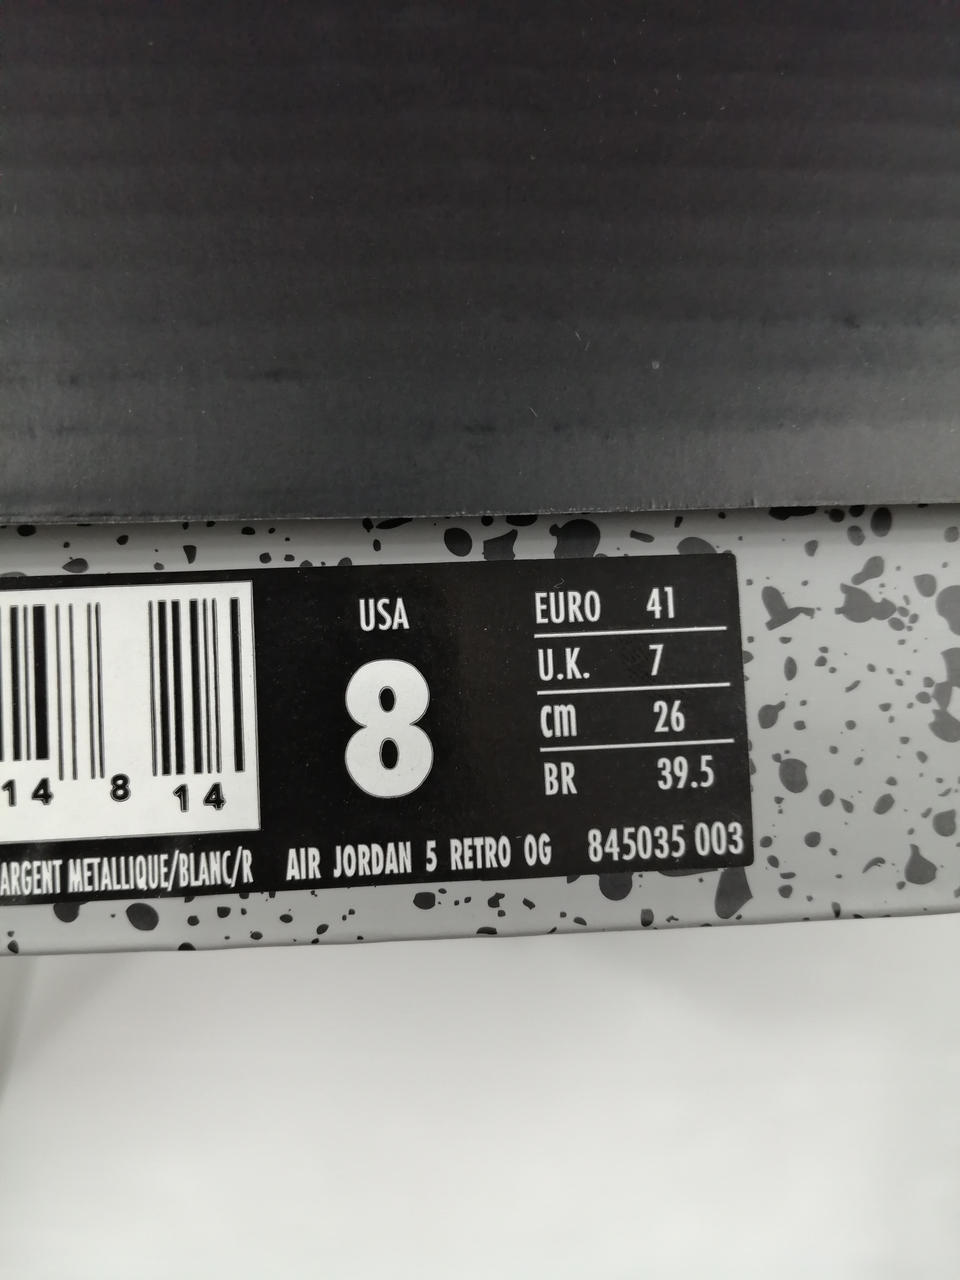 USA
8
EURO 41
U.K. 7
cm 26
BR 39.5
14 8 14
ARGENT METALLIQUE/BLANC/R AIR JORDAN 5 RETRO OG 845035 003